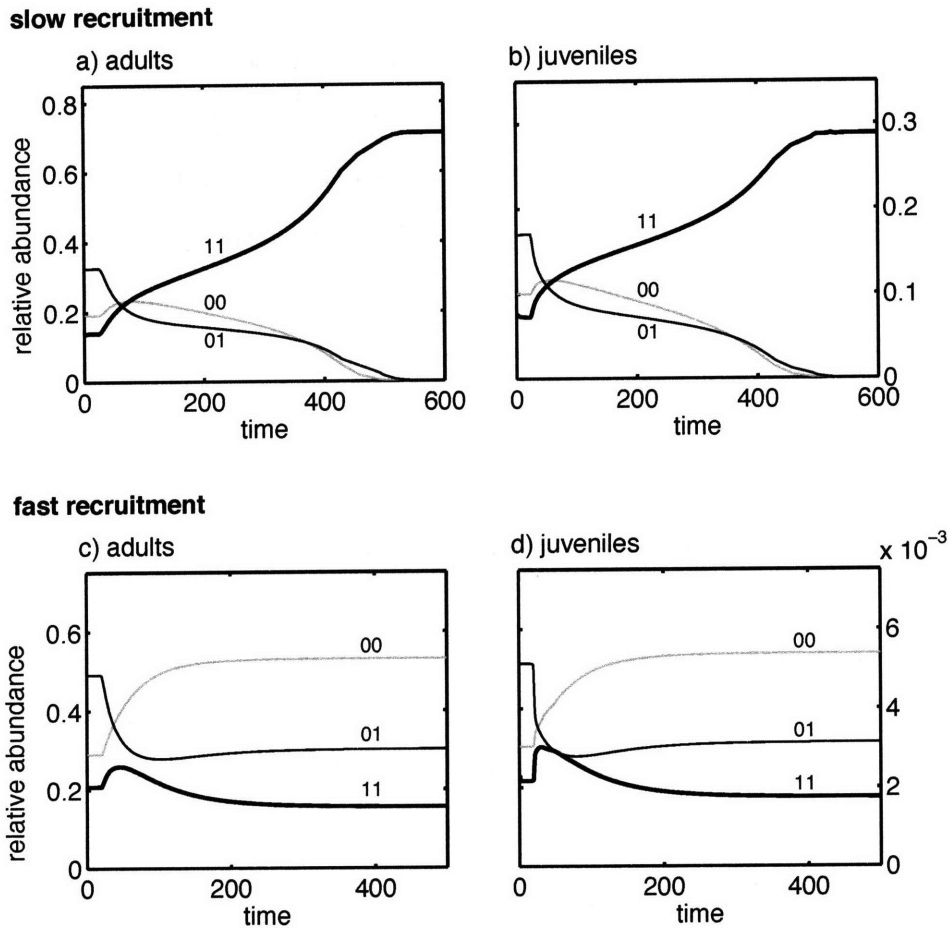 slow recruitment
a) adults
b) juveniles
relative abundance
0.8
0.6
0.4
0.2
0
11
00
01
0 200 400 600
time
11
00
01
0.3
0.2
0.1
0
0 200 400 600
time
fast recruitment
c) adults
d) juveniles
x 10⁻³
relative abundance
0.6
0.4
0.2
0
00
01
11
0 200 400
time
00
01
11
6
4
2
0
0 200 400
time